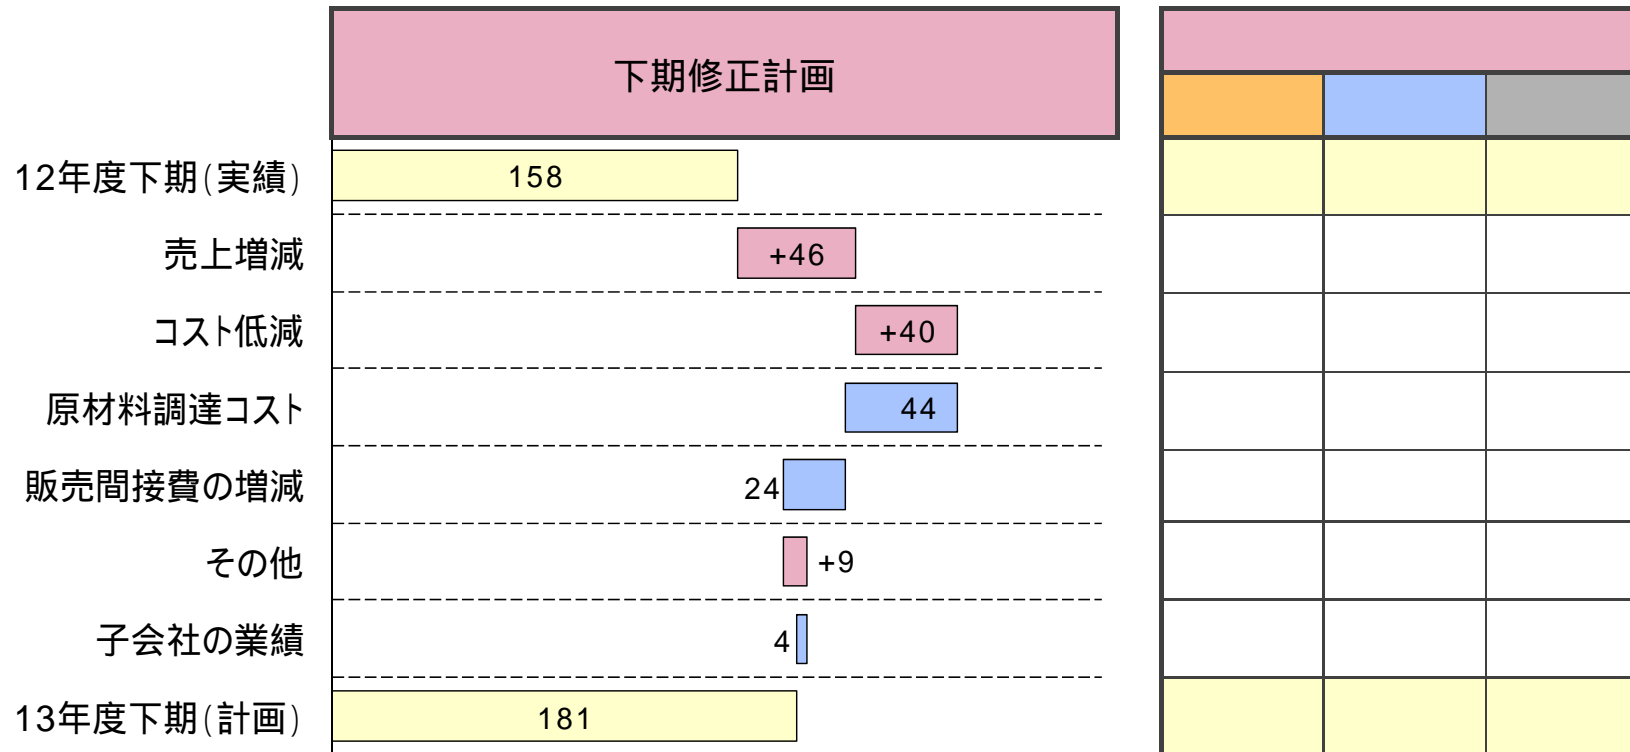 下期修正計画
12年度下期(実績) 158
売上増減 +46
コスト低減 +40
原材料調達コスト 44
販売間接費の増減 24
その他 +9
子会社の業績 4
13年度下期(計画) 181